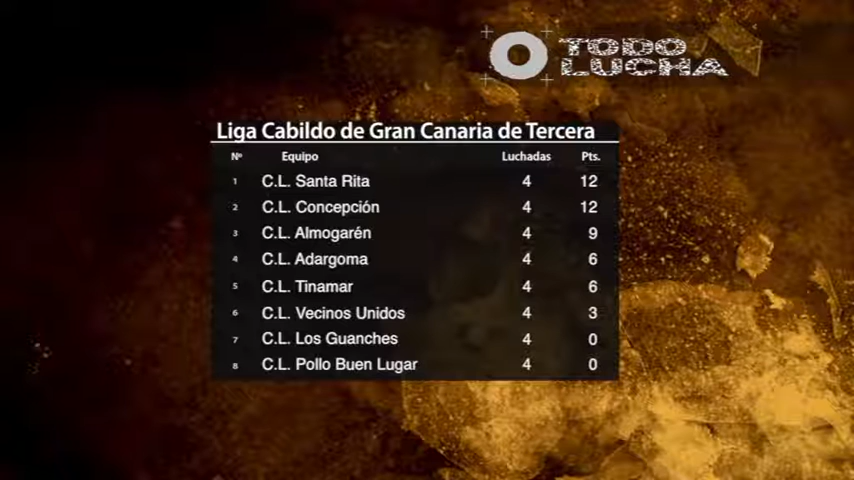 TODO
LUCHA
Liga Cabildo de Gran Canaria de Tercera
Nº Equipo Luchadas Pts.
1 C.L. Santa Rita 4 12
2 C.L. Concepción 4 12
3 C.L. Almogarén 4 9
4 C.L. Adargoma 4 6
5 C.L. Tinamar 4 6
6 C.L. Vecinos Unidos 4 3
7 C.L. Los Guanches 4 0
8 C.L. Pollo Buen Lugar 4 0